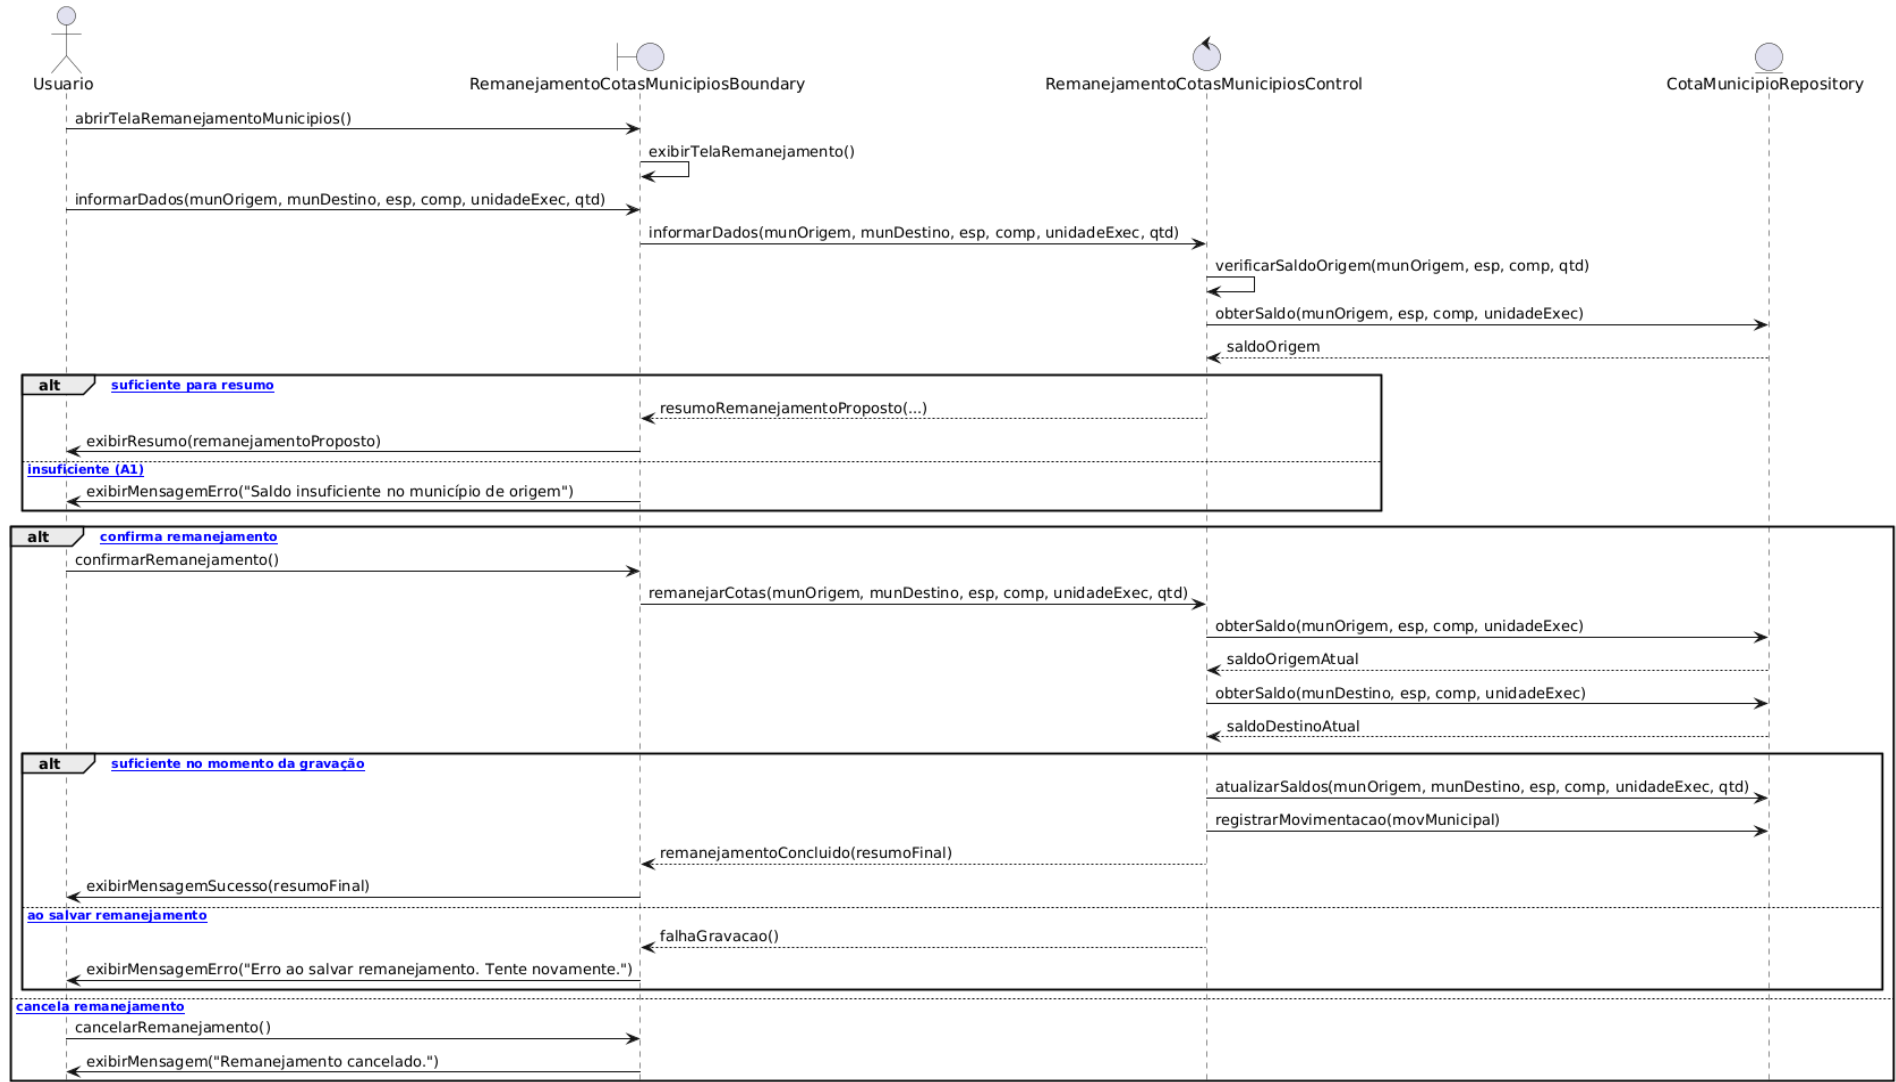 Usuario
RemanejamentoCotasMunicipiosBoundary
RemanejamentoCotasMunicipiosControl
CotaMunicipioRepository
abrirTelaRemanejamentoMunicipios()
exibirTelaRemanejamento()
informarDados(munOrigem, munDestino, esp, comp, unidadeExec, qtd)
informarDados(munOrigem, munDestino, esp, comp, unidadeExec, qtd)
verificarSaldoOrigem(munOrigem, esp, comp, qtd)
obterSaldo(munOrigem, esp, comp, unidadeExec)
saldoOrigem
alt suficiente para resumo
resumoRemanejamentoProposto(...)
exibirResumo(remanejamentoProposto)
insuficiente (A1)
exibirMensagemErro("Saldo insuficiente no município de origem")
alt confirma remanejamento
confirmarRemanejamento()
remanejarCotas(munOrigem, munDestino, esp, comp, unidadeExec, qtd)
obterSaldo(munOrigem, esp, comp, unidadeExec)
saldoOrigemAtual
obterSaldo(munDestino, esp, comp, unidadeExec)
saldoDestinoAtual
alt suficiente no momento da gravação
atualizarSaldos(munOrigem, munDestino, esp, comp, unidadeExec, qtd)
registrarMovimentacao(movMunicipal)
remanejamentoConcluido(resumoFinal)
exibirMensagemSucesso(resumoFinal)
ao salvar remanejamento
falhaGravacao()
exibirMensagemErro("Erro ao salvar remanejamento. Tente novamente.")
cancela remanejamento
cancelarRemanejamento()
exibirMensagem("Remanejamento cancelado.")